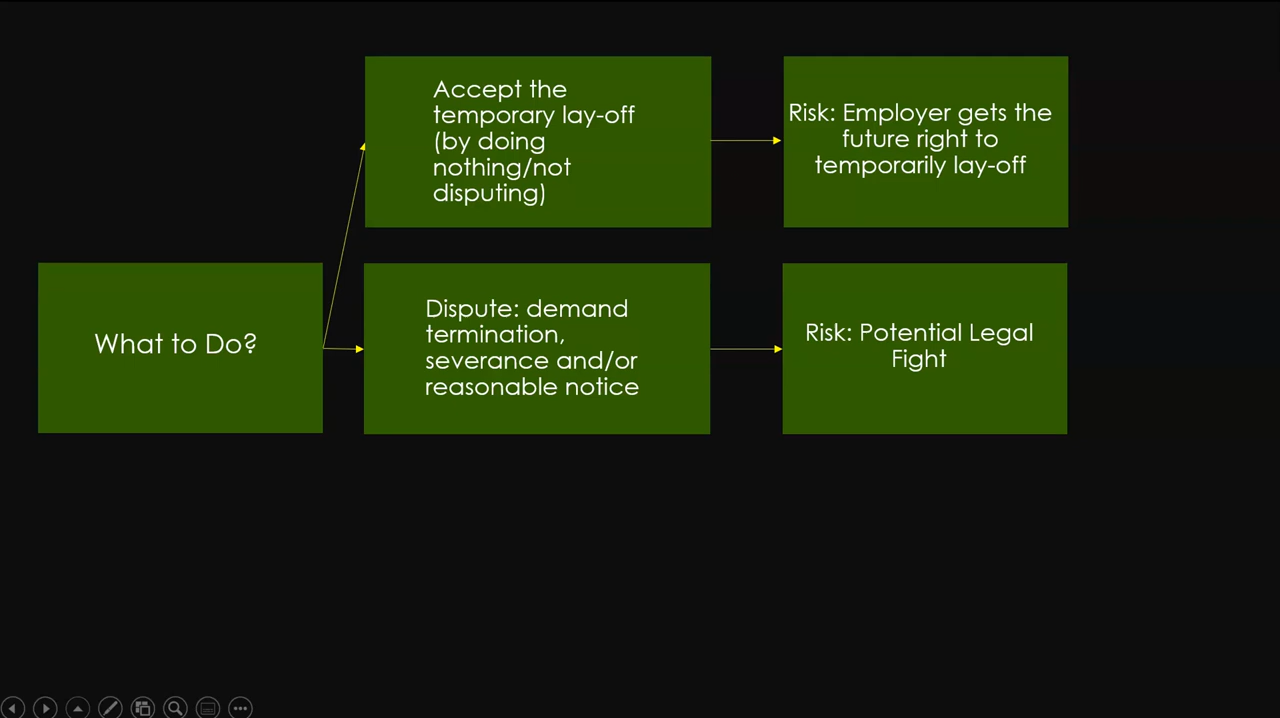 What to Do?
Accept the
temporary lay-off
(by doing
nothing/not
disputing)
Risk: Employer gets the
future right to
temporarily lay-off
Dispute: demand
termination,
severance and/or
reasonable notice
Risk: Potential Legal
Fight